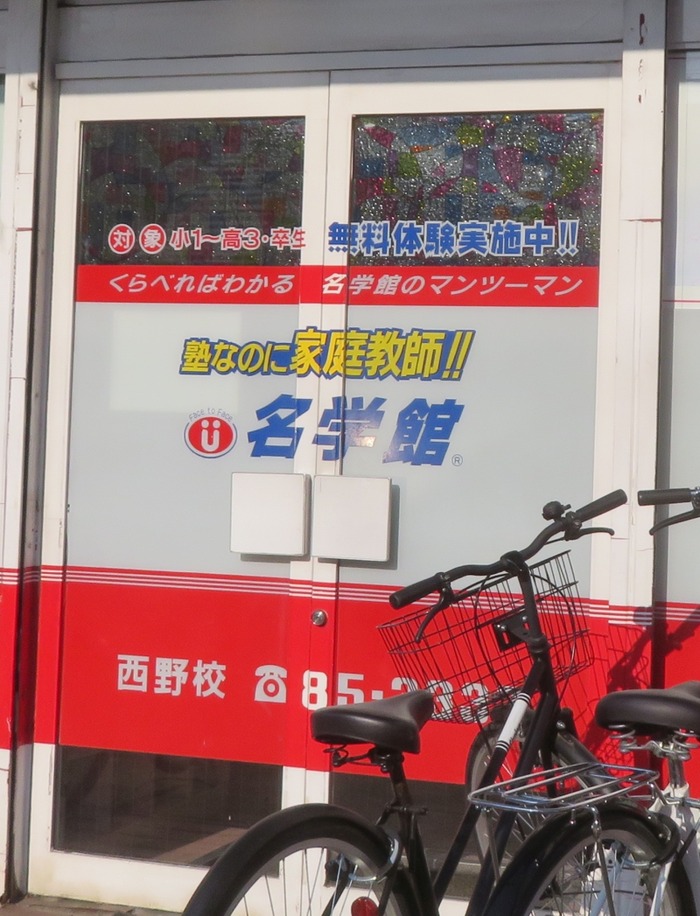 対象 小1〜高3・卒生 無料体験実施中!!
くらべればわかる 名学館のマンツーマン
塾なのに家庭教師!!
Face to Face
名学館®
西野校 ☎85・